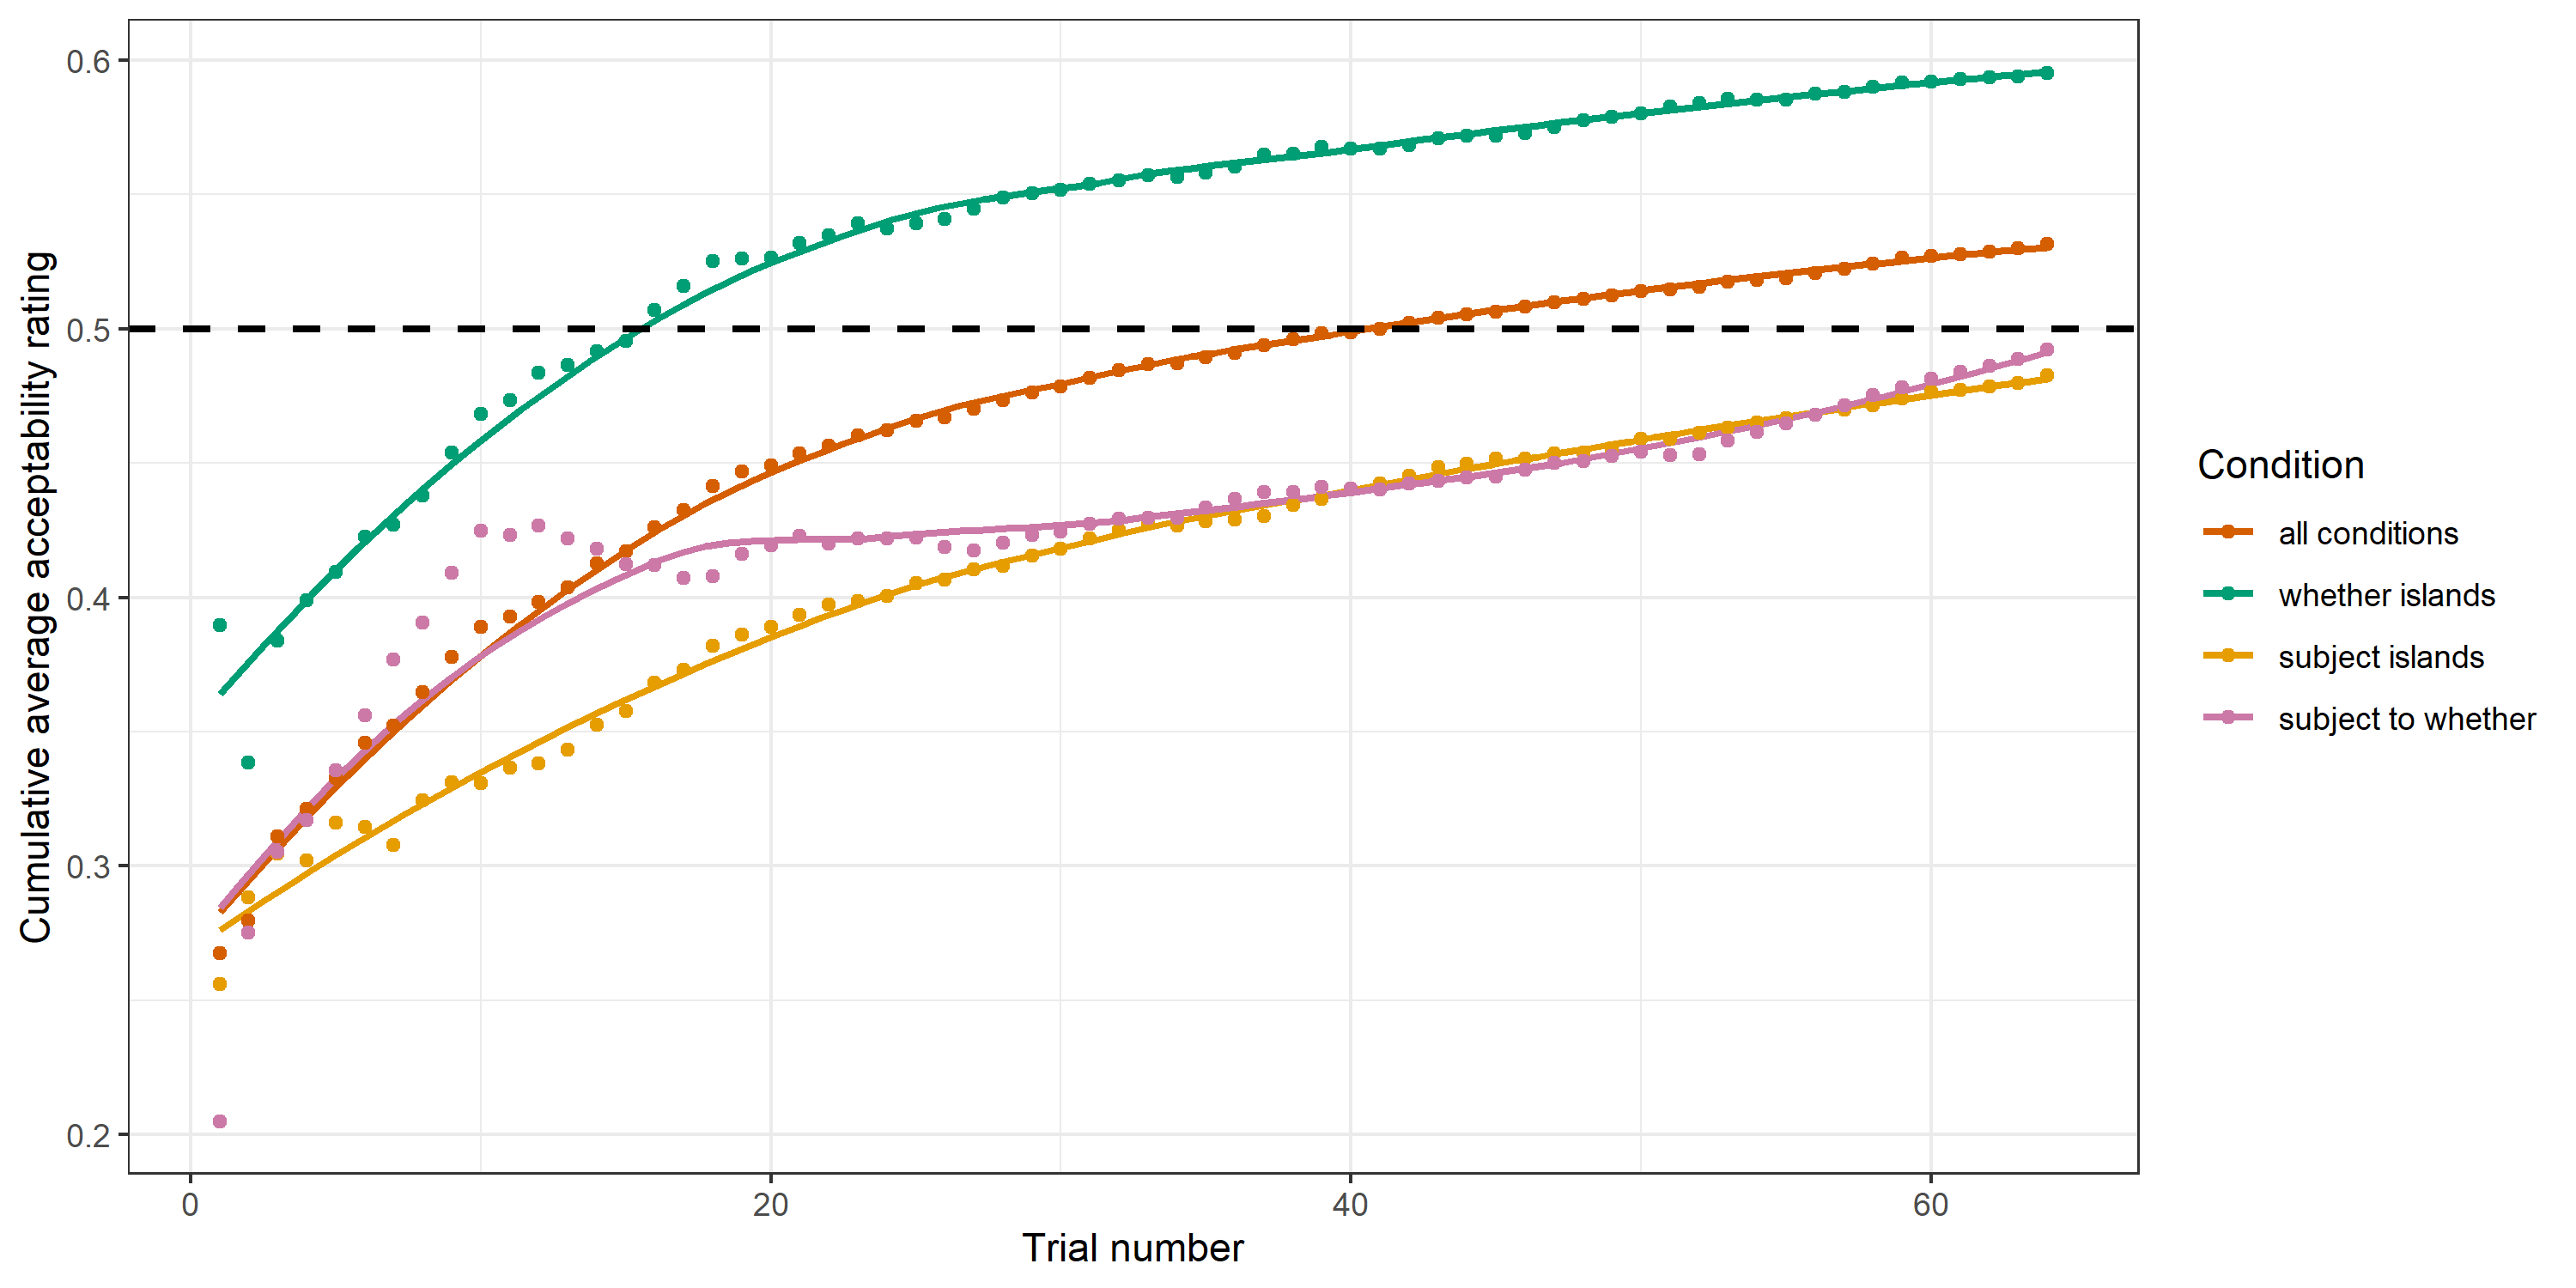 0.6
0.5
0.4
0.3
0.2
Cumulative average acceptability rating
0
20
40
60
Trial number
Condition
all conditions
whether islands
subject islands
subject to whether